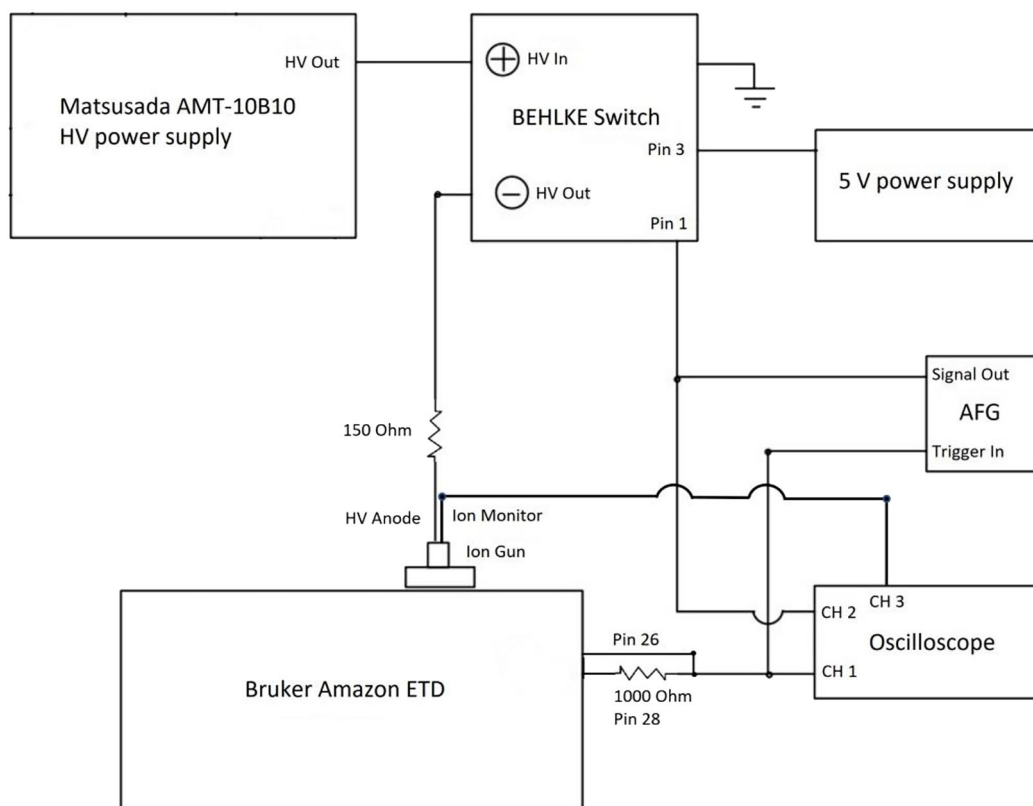 HV Out
Matsusada AMT-10B10
HV power supply
HV In
BEHLKE Switch
Pin 3
HV Out
Pin 1
5 V power supply
Signal Out
AFG
Trigger In
150 Ohm
HV Anode
Ion Monitor
Ion Gun
CH 3
CH 2
Oscilloscope
CH 1
Pin 26
1000 Ohm
Pin 28
Bruker Amazon ETD